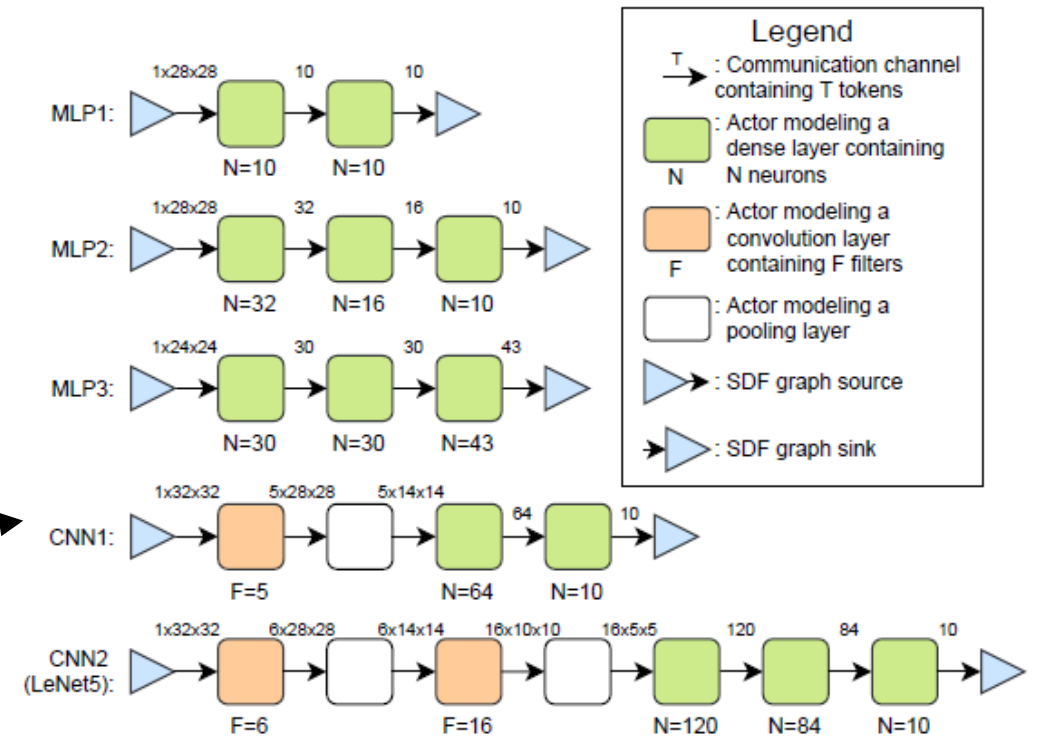 Legend
T
: Communication channel
containing T tokens
: Actor modeling a
dense layer containing
N neurons
N
: Actor modeling a
convolution layer
containing F filters
F
: Actor modeling a
pooling layer
: SDF graph source
: SDF graph sink
1x28x28 10 10
MLP1:
N=10 N=10
1x28x28 32 16 10
MLP2:
N=32 N=16 N=10
1x24x24 30 30 43
MLP3:
N=30 N=30 N=43
1x32x32 5x28x28 5x14x14 64 10
CNN1:
F=5 N=64 N=10
1x32x32 6x28x28 6x14x14 16x10x10 16x5x5 120 84 10
CNN2
(LeNet5):
F=6 F=16 N=120 N=84 N=10